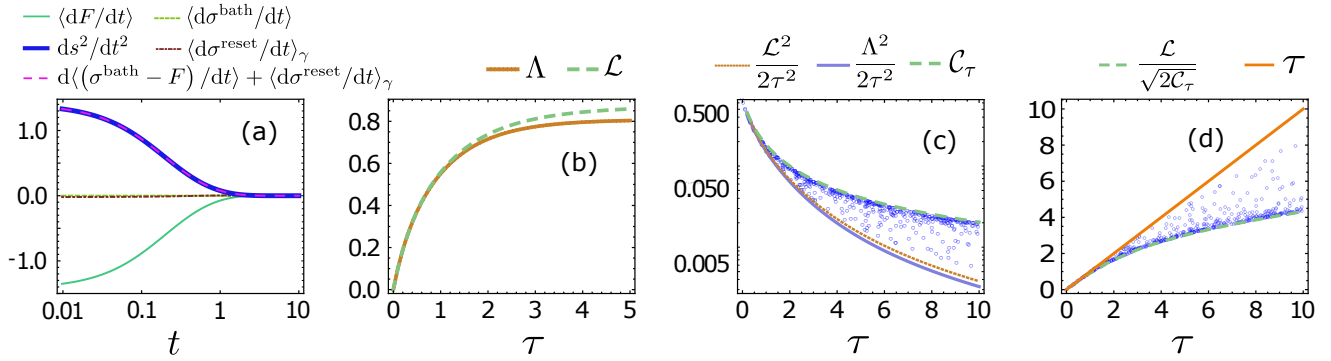 ⟨dF/dt⟩ ⟨dσ^bath/dt⟩
ds²/dt² ⟨dσ^reset/dt⟩_γ
d⟨(σ^bath − F)/dt⟩ + ⟨dσ^reset/dt⟩_γ
(a)
1.0
0.0
-1.0
0.01 0.1 1 10
t
Λ ℒ
(b)
0.8
0.6
0.4
0.2
0.0
0 1 2 3 4 5
τ
ℒ²/2τ² Λ²/2τ² 𝒞_τ
(c)
0.500
0.050
0.005
0 2 4 6 8 10
τ
ℒ/√2𝒞_τ τ
(d)
10
8
6
4
2
0
0 2 4 6 8 10
τ